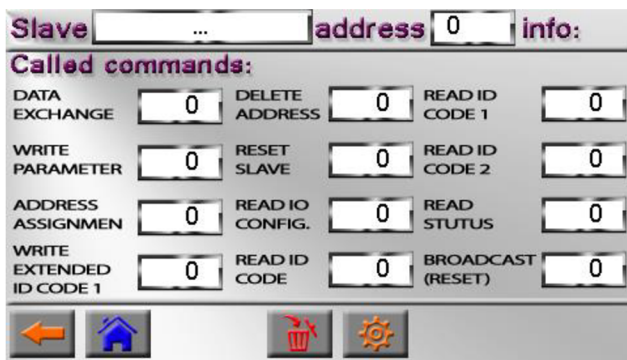 Slave ... address 0 info:
Called commands:
DATA EXCHANGE 0 DELETE ADDRESS 0 READ ID CODE 1 0
WRITE PARAMETER 0 RESET SLAVE 0 READ ID CODE 2 0
ADDRESS ASSIGNMEN 0 READ IO CONFIG. 0 READ STUTUS 0
WRITE EXTENDED ID CODE 1 0 READ ID CODE 0 BROADCAST (RESET) 0